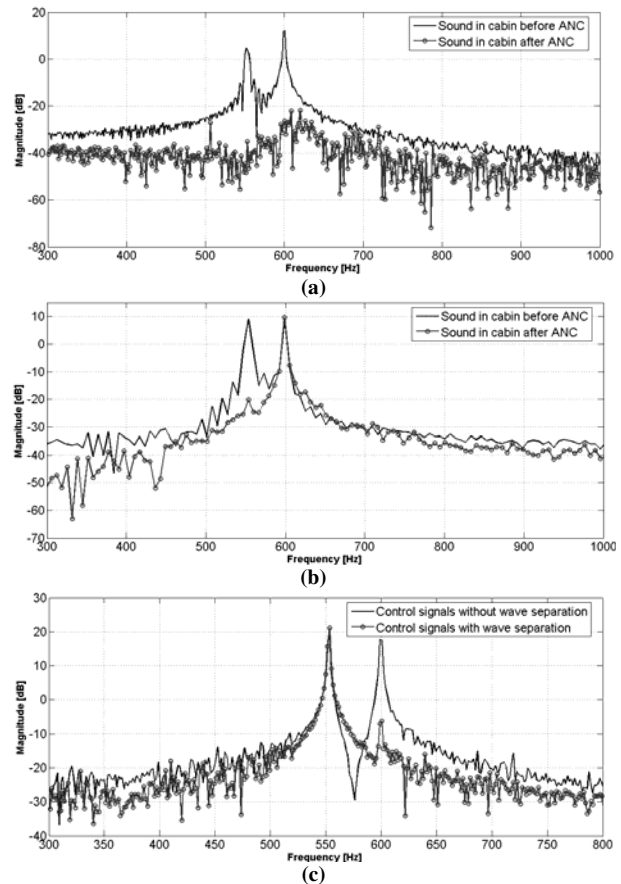 20
0
-20
-40
-60
-80
Magnitude [dB]
Sound in cabin before ANC
Sound in cabin after ANC
300 400 500 600 700 800 900 1000
Frequency [Hz]
(a)
10
0
-10
-20
-30
-40
-50
-60
-70
Magnitude [dB]
Sound in cabin before ANC
Sound in cabin after ANC
300 400 500 600 700 800 900 1000
Frequency [Hz]
(b)
30
20
10
0
-10
-20
-30
-40
Magnitude [dB]
Control signals without wave separation
Control signals with wave separation
300 350 400 450 500 550 600 650 700 750 800
Frequency [Hz]
(c)